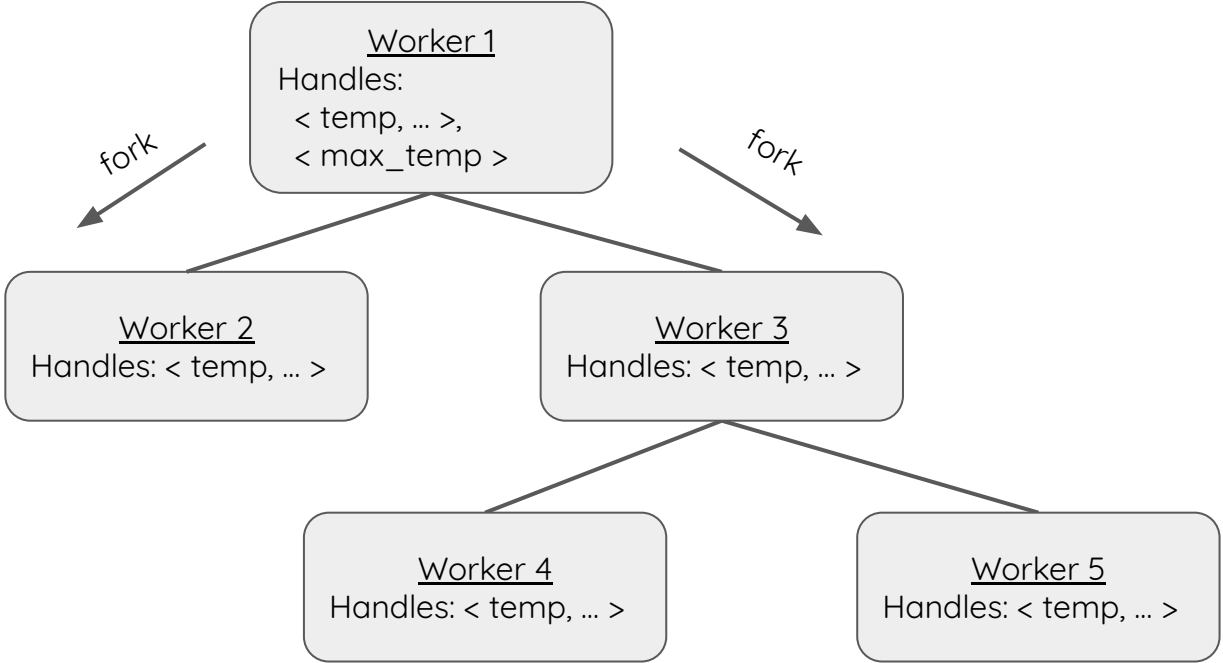 Worker 1
Handles:
< temp, ... >,
< max_temp >
fork
fork
Worker 2
Handles: < temp, ... >
Worker 3
Handles: < temp, ... >
Worker 4
Handles: < temp, ... >
Worker 5
Handles: < temp, ... >